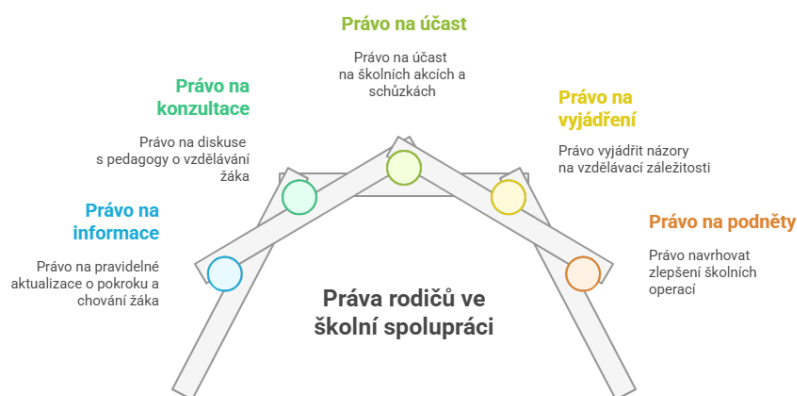 Právo na účast
Právo na účast
na školních akcích a
schůzkách
Právo na
konzultace
Právo na diskuse
s pedagogy o vzdělávání
žáka
Právo na
vyjádření
Právo vyjádřit názory
na vzdělávací záležitosti
Právo na
informace
Právo na pravidelné
aktualizace o pokroku a
chování žáka
Právo na podněty
Právo navrhovat
zlepšení školních
operací
Práva rodičů ve
školní spolupráci